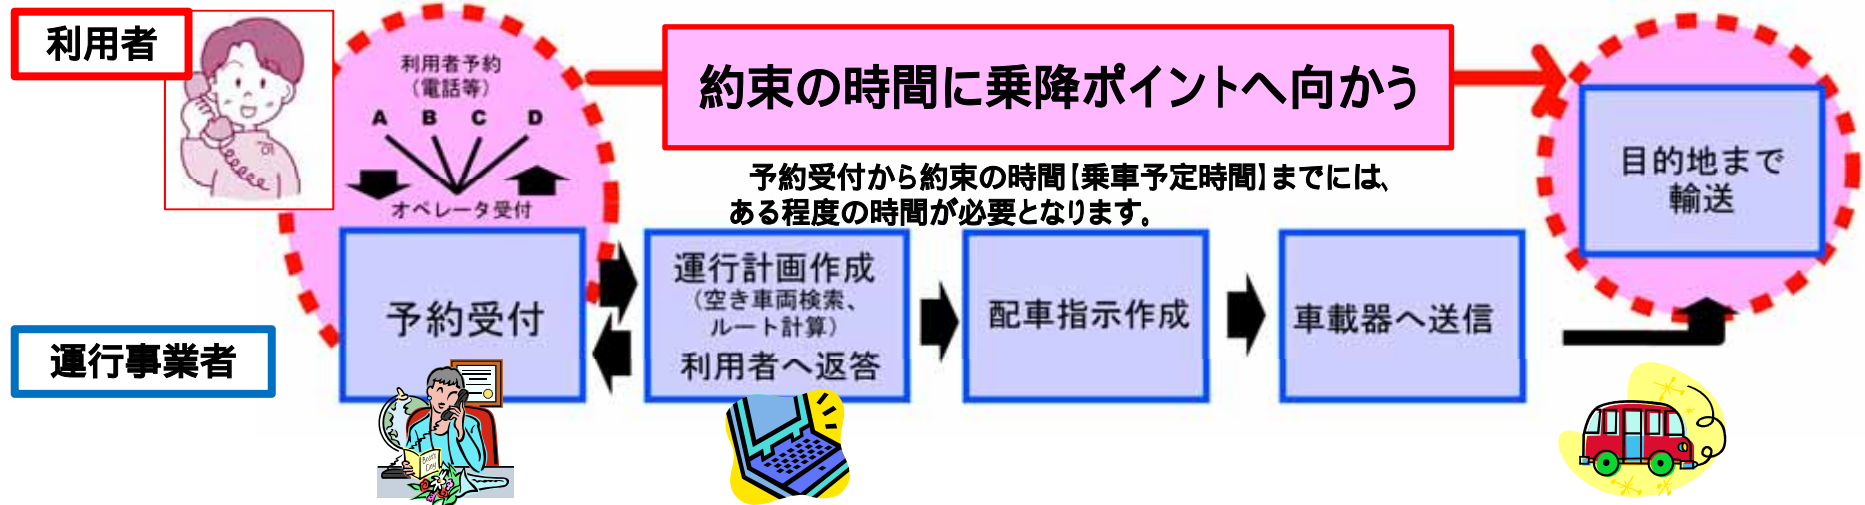 利用者
利用者予約
（電話等）
A B C D
オペレータ受付
約束の時間に乗降ポイントへ向かう
予約受付から約束の時間【乗車予定時間】までには、
ある程度の時間が必要となります。
目的地まで
輸送
運行事業者
予約受付
運行計画作成
（空き車両検索、
ルート計算）
利用者へ返答
配車指示作成
車載器へ送信